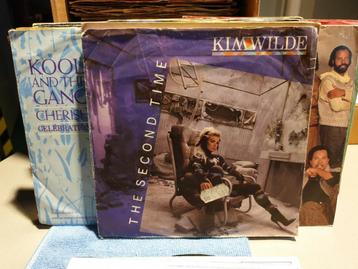 KOOL
AND THE
GANG
CHERISH
CELEBRATION
KIM WILDE
THE SECOND TIME